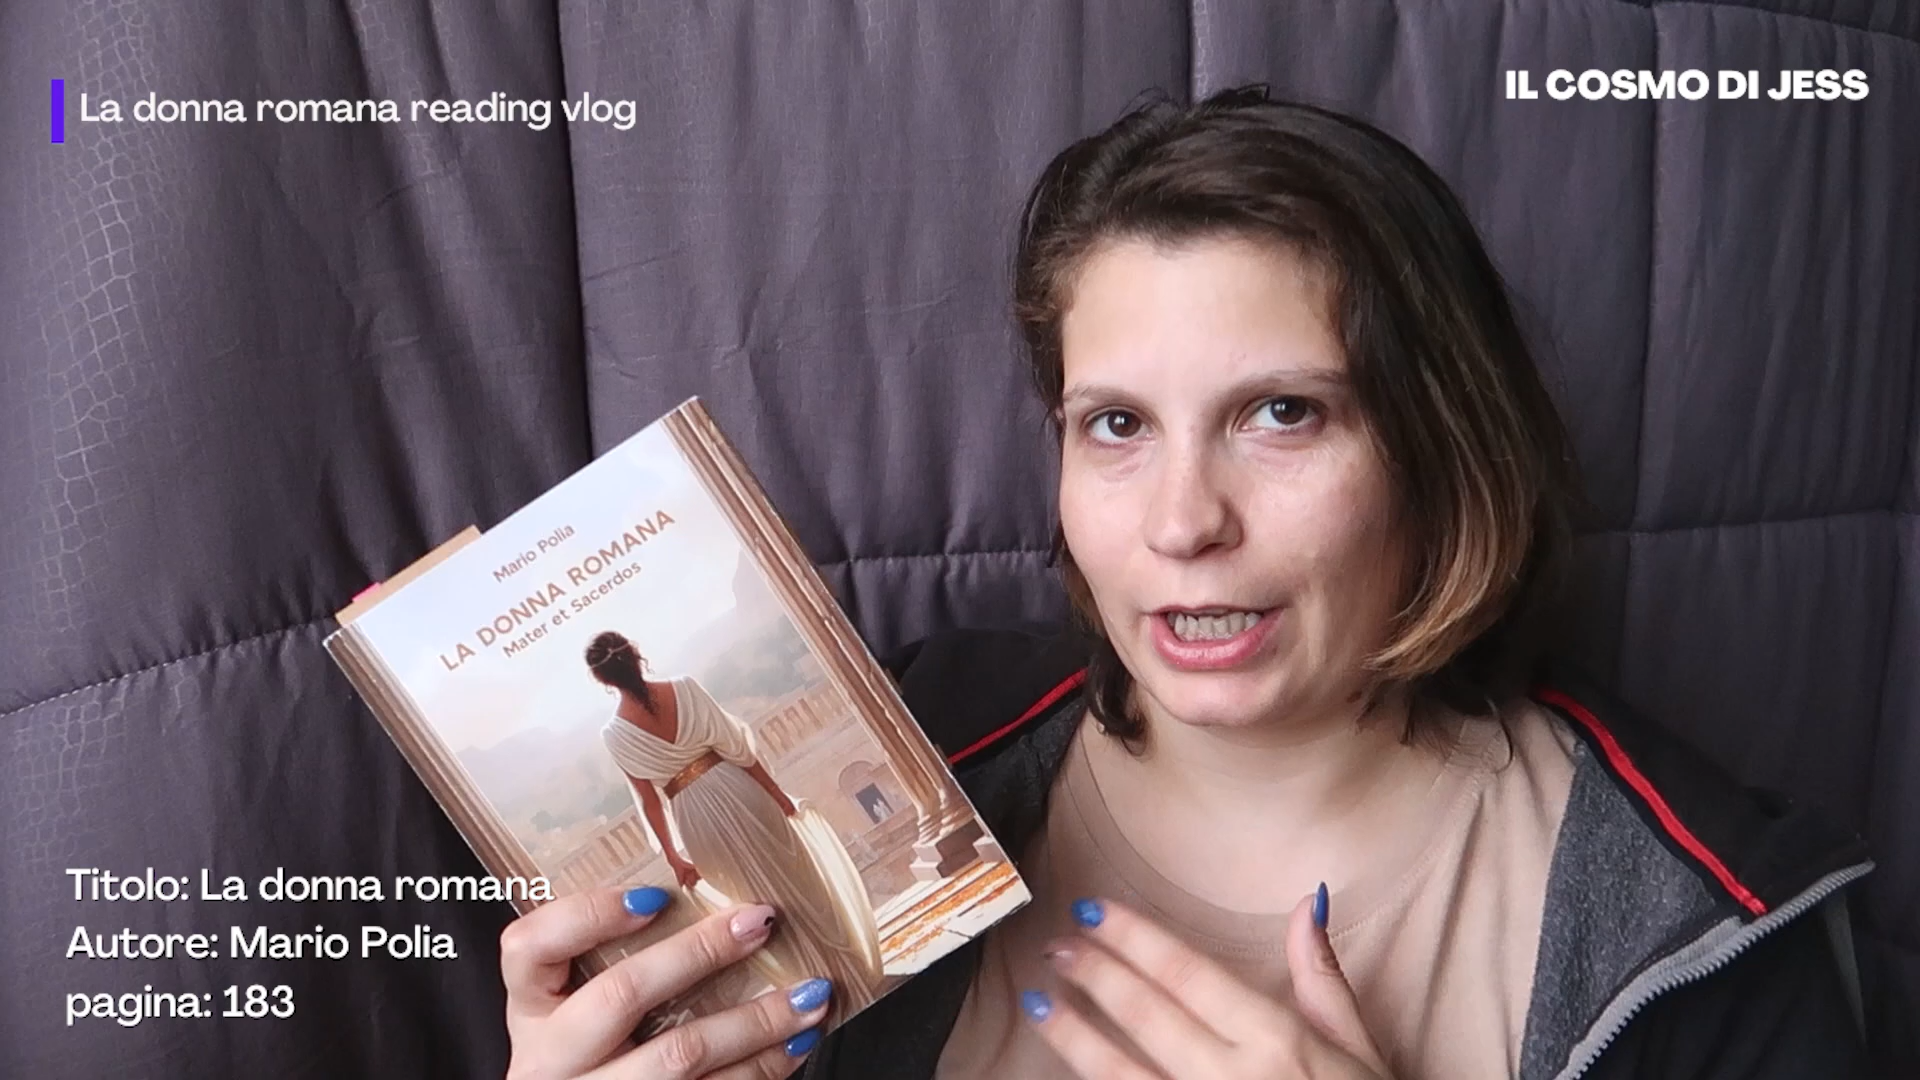 La donna romana reading vlog
IL COSMO DI JESS
Mario Polia
LA DONNA ROMANA
Mater et Sacerdos
Titolo: La donna romana
Autore: Mario Polia
pagina: 183